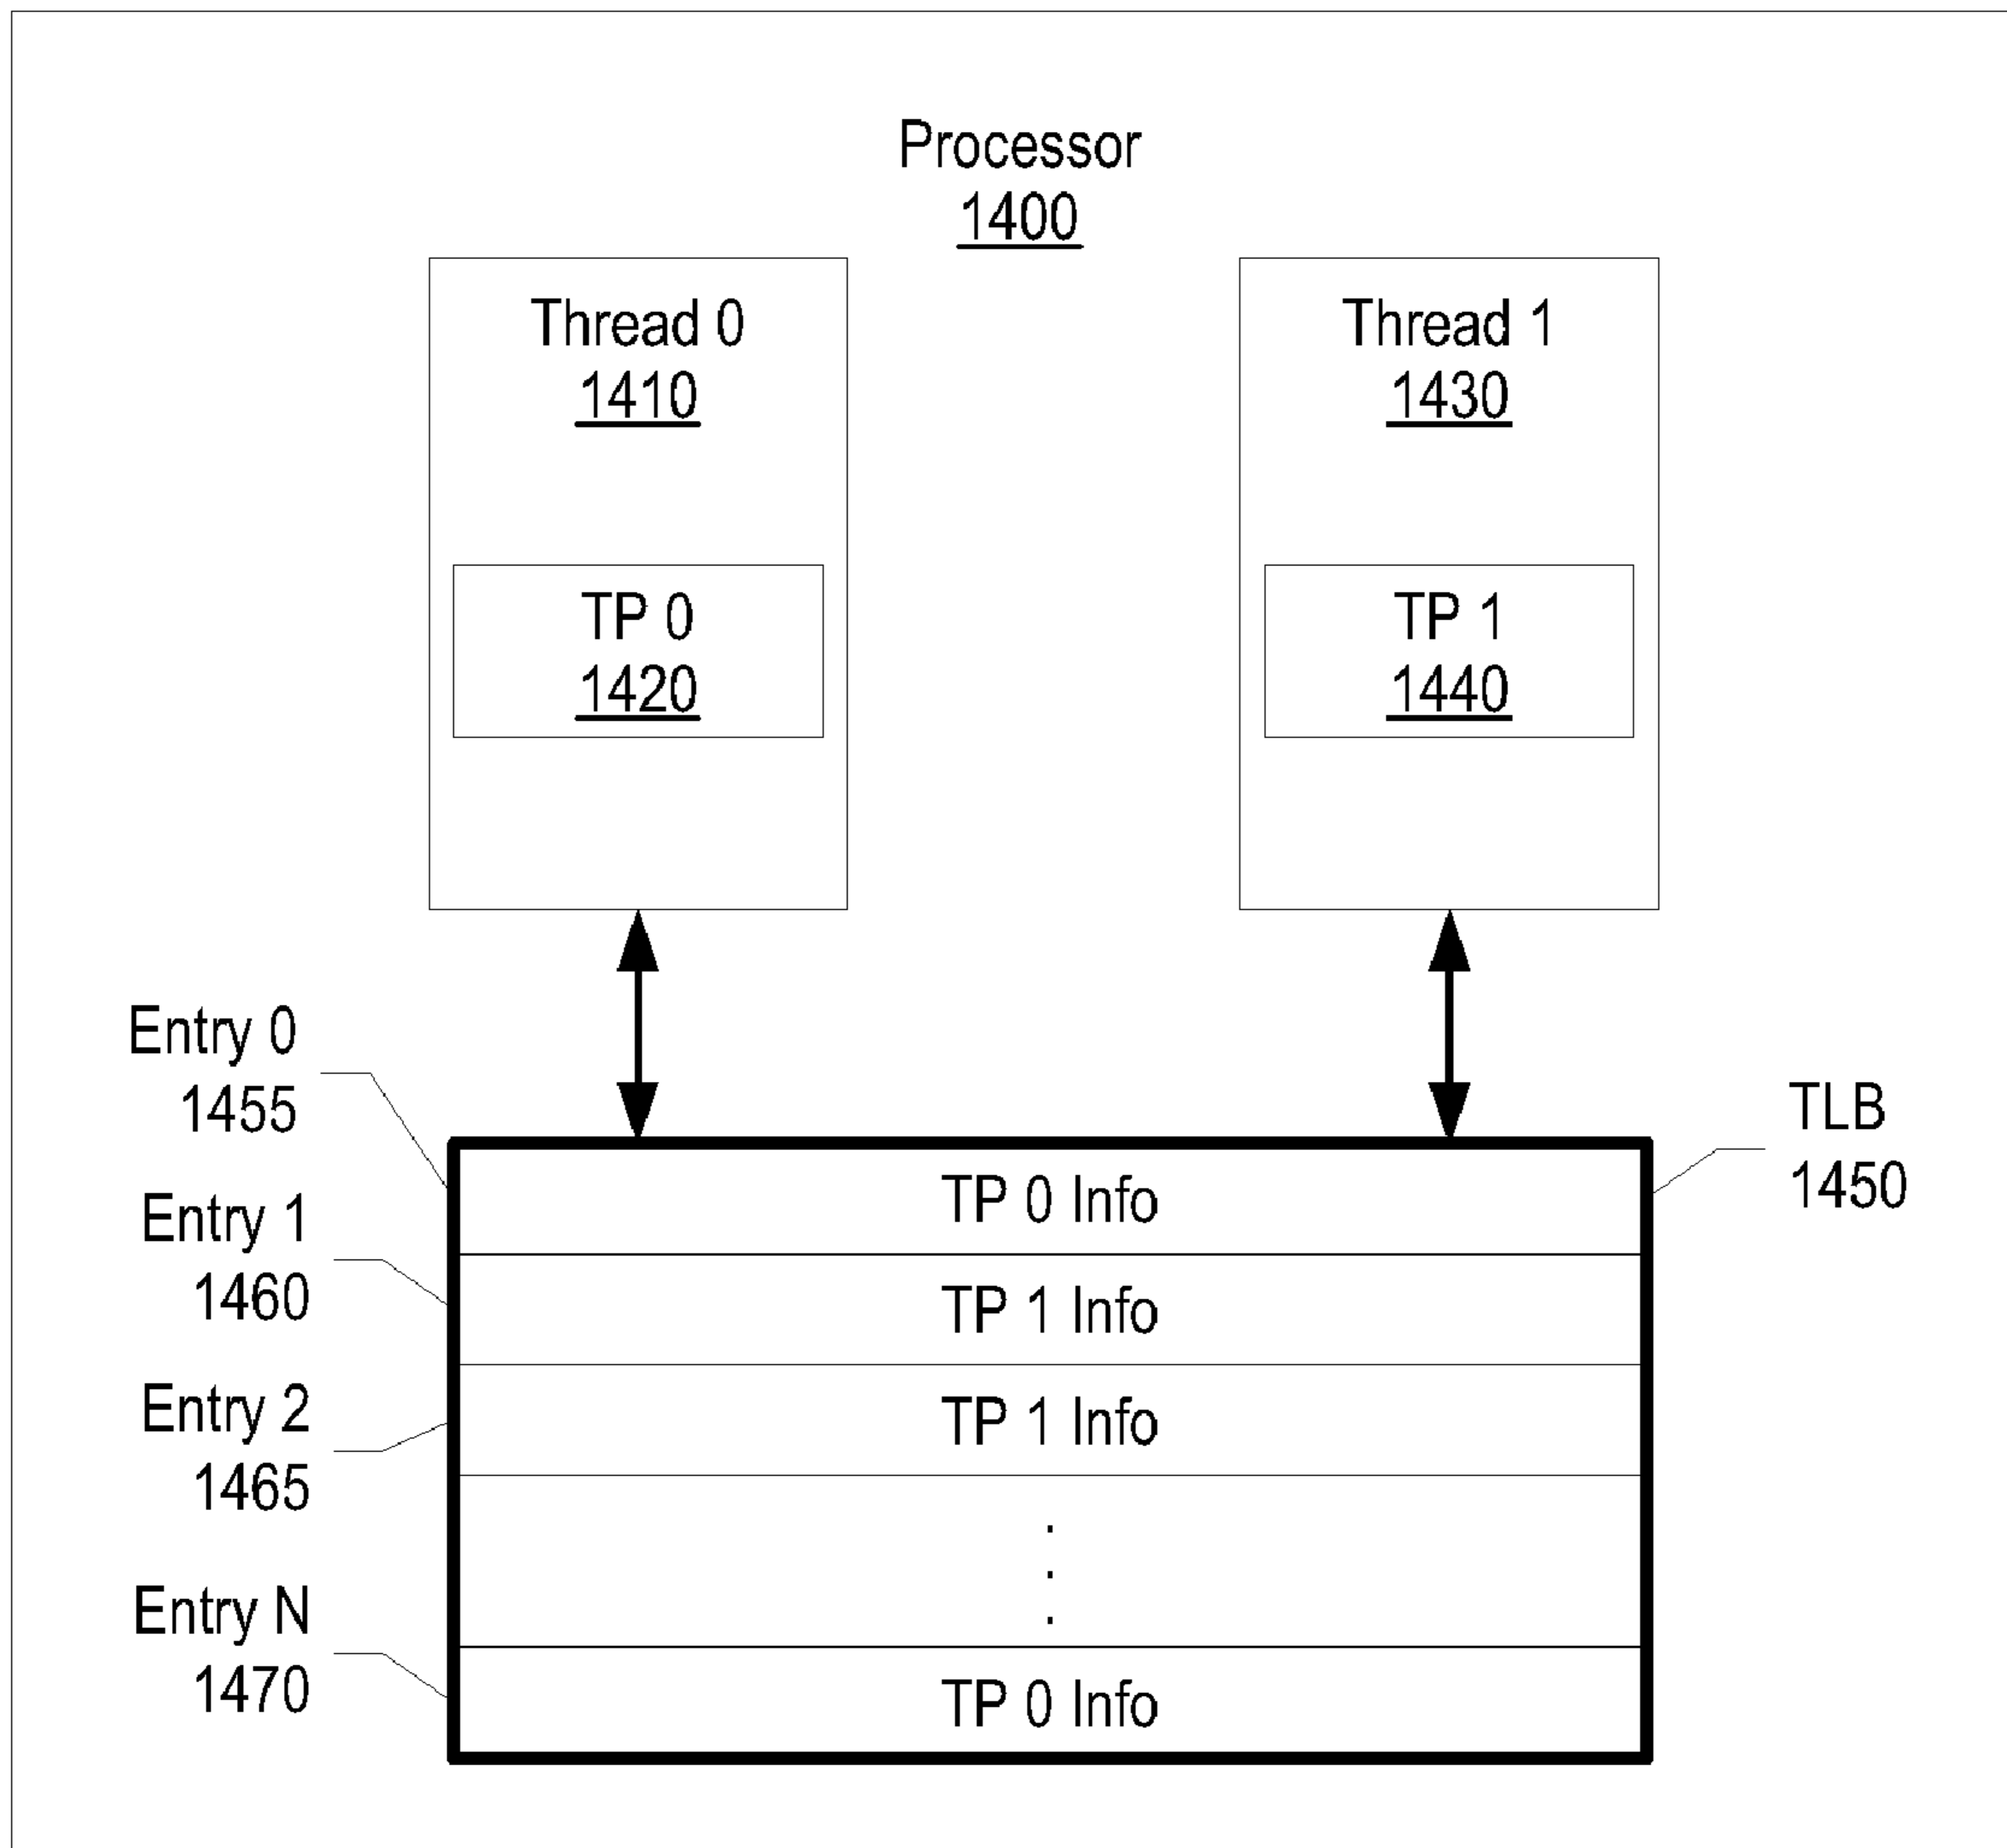 Processor
1400
Thread 0
1410
Thread 1
1430
TP 0
1420
TP 1
1440
Entry 0
1455
TLB
1450
Entry 1
1460
Entry 2
1465
Entry N
1470
TP 0 Info
TP 1 Info
TP 1 Info
.
.
.
TP 0 Info